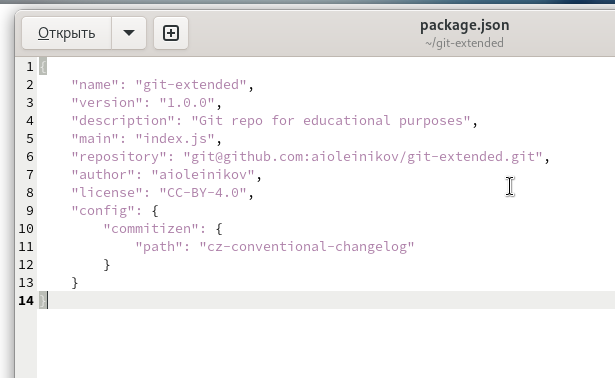 Открыть
package.json
~/git-extended
1 {
2     "name": "git-extended",
3     "version": "1.0.0",
4     "description": "Git repo for educational purposes",
5     "main": "index.js",
6     "repository": "git@github.com:aioleinikov/git-extended.git",
7     "author": "aioleinikov",
8     "license": "CC-BY-4.0",
9     "config": {
10         "commitizen": {
11             "path": "cz-conventional-changelog"
12         }
13     }
14 }